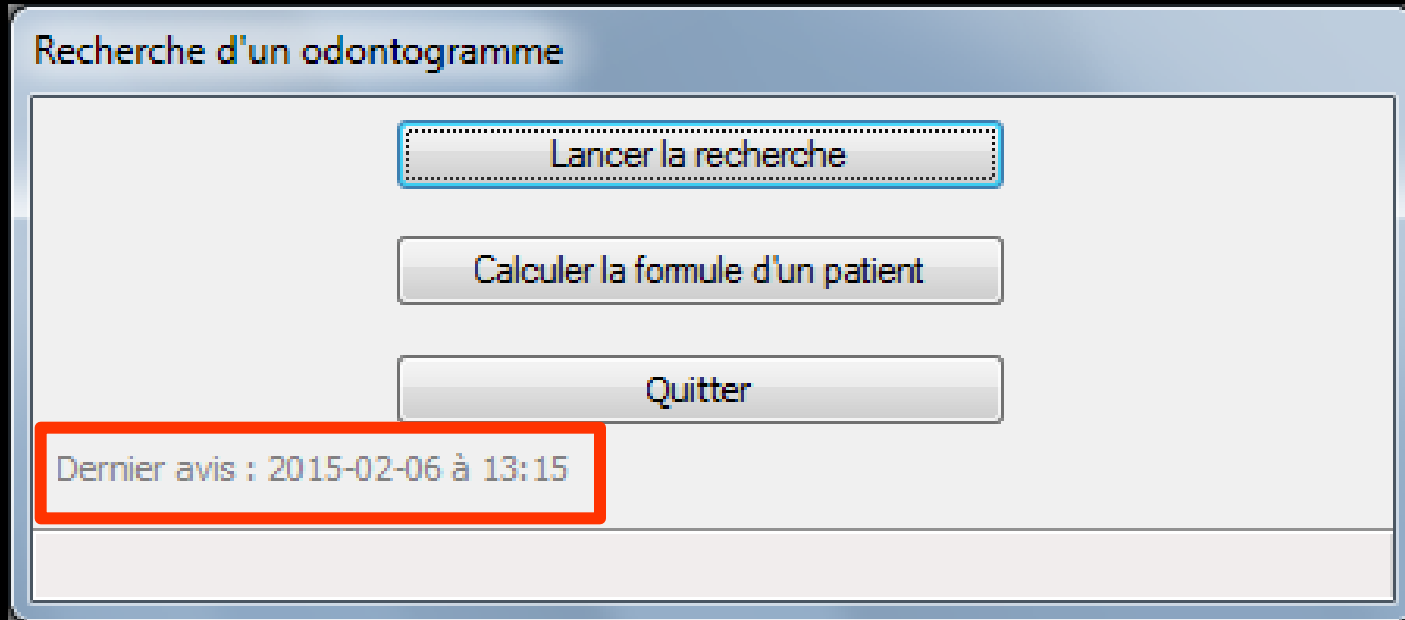 Recherche d'un odontogramme
Lancer la recherche
Calculer la formule d'un patient
Quitter
Dernier avis : 2015-02-06 à 13:15